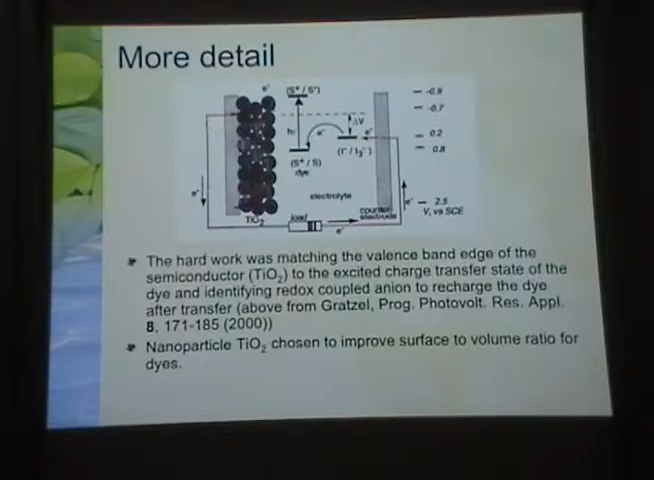 More detail
e-
(S+ / S*)
-0.9
-0.7
hν
e-
ΔV
e-
0.2
0.8
(S+ / S)
dye
(I- / I3-)
e-
electrolyte
e-
2.5
V, vs SCE
TiO2
load
counter
electrode
e-
The hard work was matching the valence band edge of the
semiconductor (TiO2) to the excited charge transfer state of the
dye and identifying redox coupled anion to recharge the dye
after transfer (above from Gratzel, Prog. Photovolt. Res. Appl.
8, 171-185 (2000))
Nanoparticle TiO2 chosen to improve surface to volume ratio for
dyes.